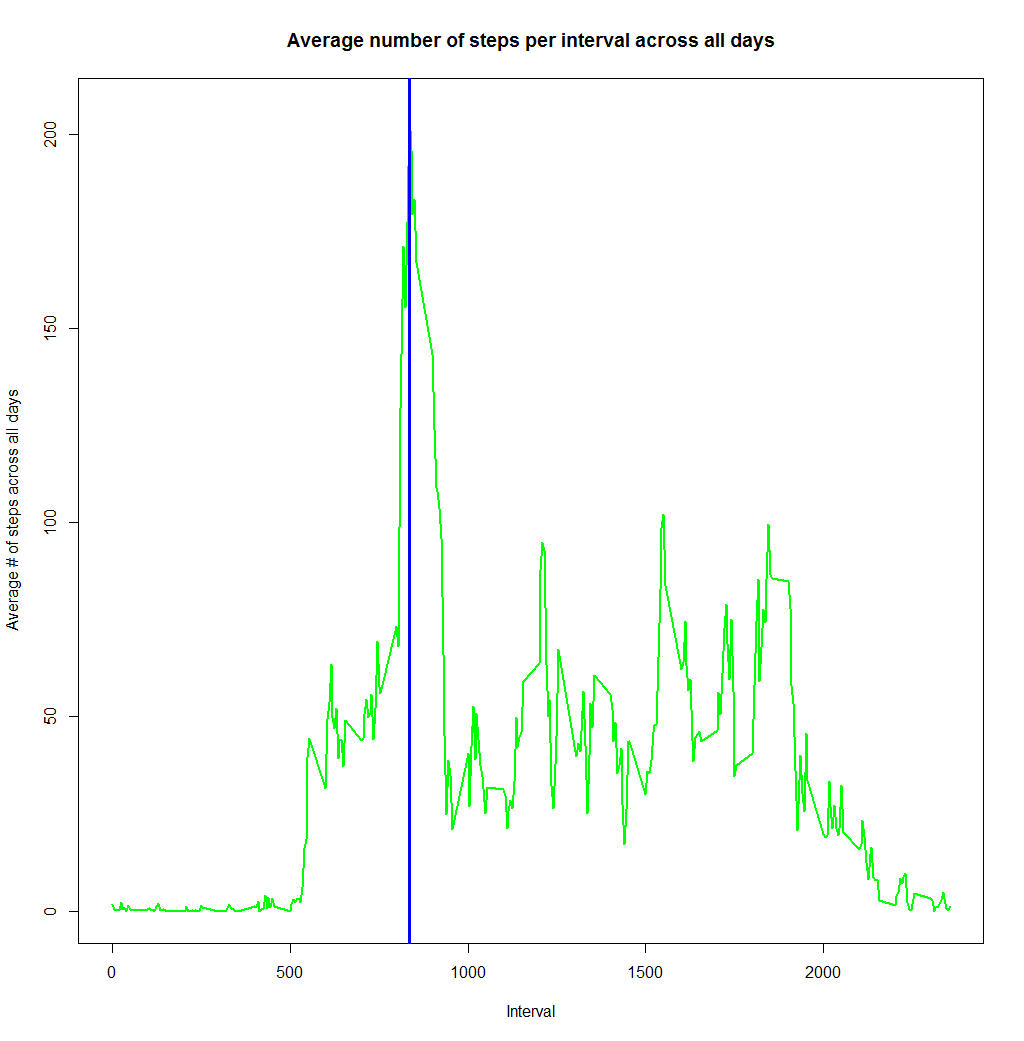 Average number of steps per interval across all days
Average # of steps across all days
200
150
100
50
0
0 500 1000 1500 2000
Interval